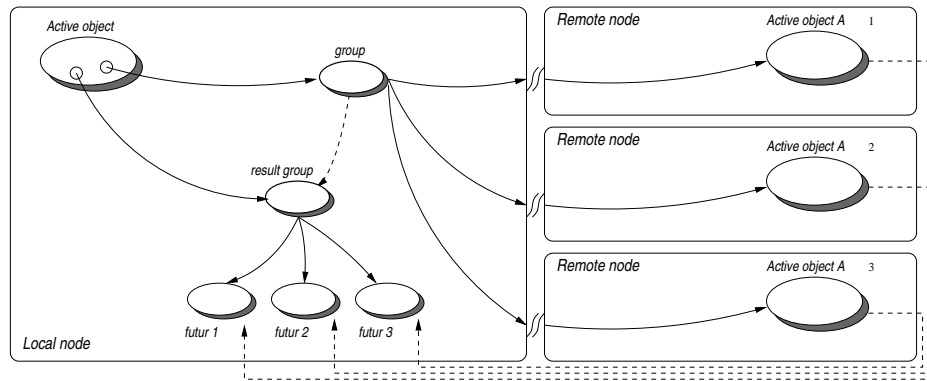 Active object
group
result group
futur 1
futur 2
futur 3
Local node
Remote node
Active object A 1
Remote node
Active object A 2
Remote node
Active object A 3